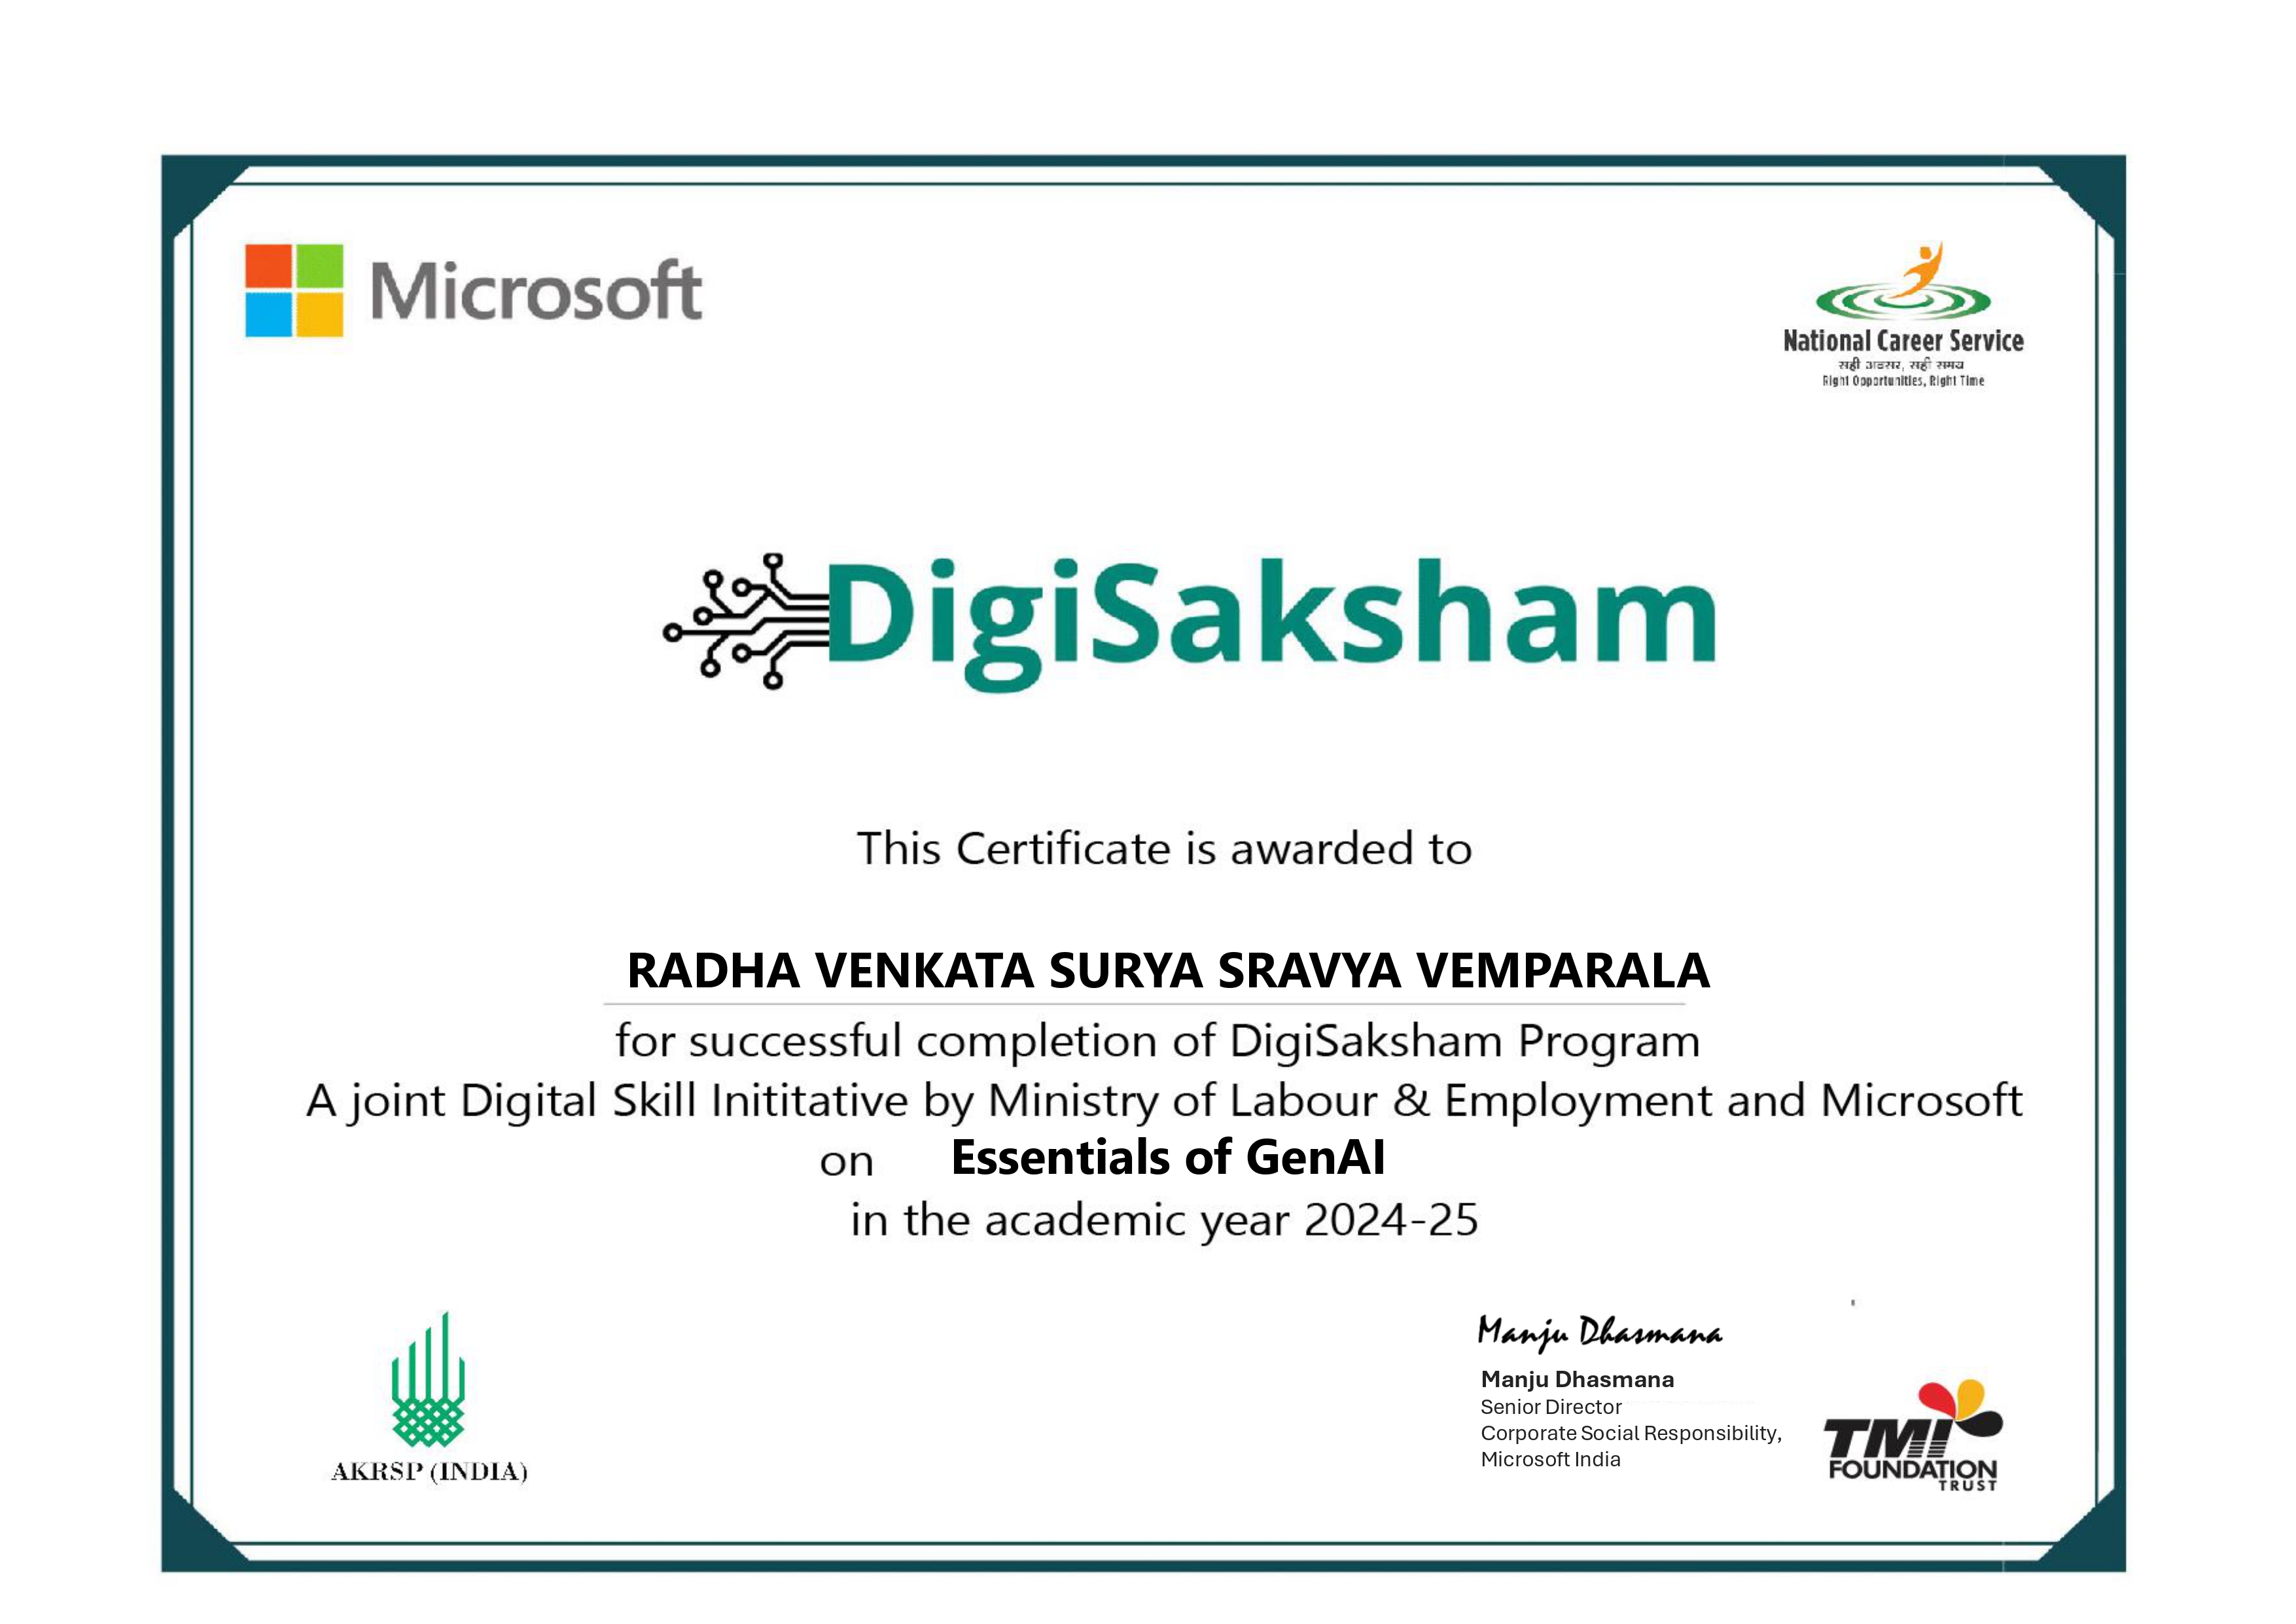 Microsoft
National Career Service
सही अवसर, सही समय
Right Opportunities, Right Time
DigiSaksham
This Certificate is awarded to
RADHA VENKATA SURYA SRAVYA VEMPARALA
for successful completion of DigiSaksham Program
A joint Digital Skill Inititative by Ministry of Labour & Employment and Microsoft
on Essentials of GenAI
in the academic year 2024-25
AKRSP (INDIA)
Manju Dhasmana
Manju Dhasmana
Senior Director
Corporate Social Responsibility,
Microsoft India
TMI
FOUNDATION
TRUST